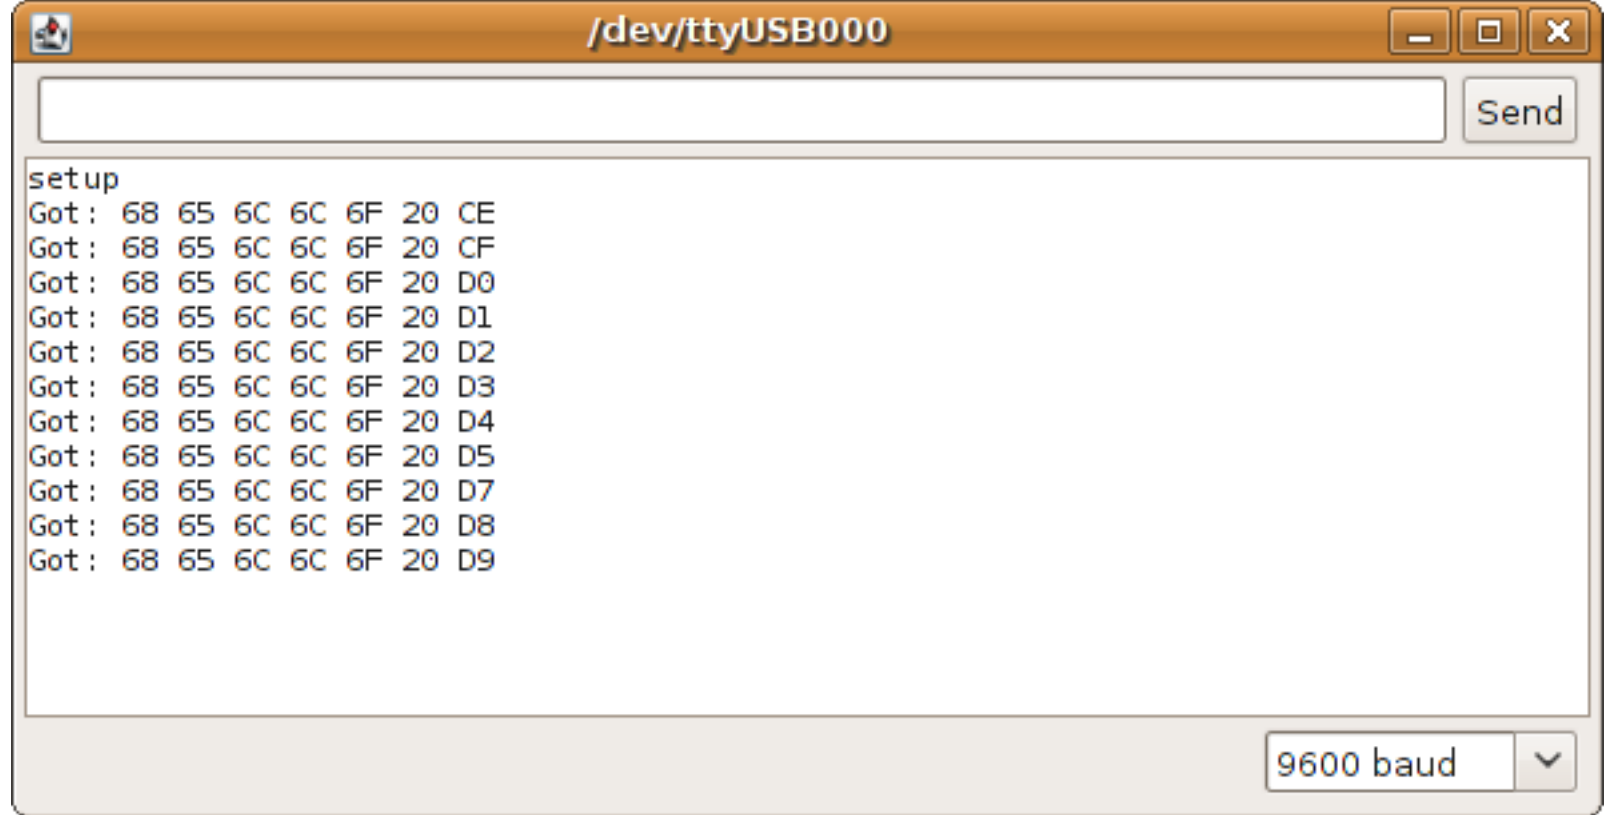 /dev/ttyUSB000
Send
setup
Got: 68 65 6C 6C 6F 20 CE
Got: 68 65 6C 6C 6F 20 CF
Got: 68 65 6C 6C 6F 20 D0
Got: 68 65 6C 6C 6F 20 D1
Got: 68 65 6C 6C 6F 20 D2
Got: 68 65 6C 6C 6F 20 D3
Got: 68 65 6C 6C 6F 20 D4
Got: 68 65 6C 6C 6F 20 D5
Got: 68 65 6C 6C 6F 20 D7
Got: 68 65 6C 6C 6F 20 D8
Got: 68 65 6C 6C 6F 20 D9
9600 baud